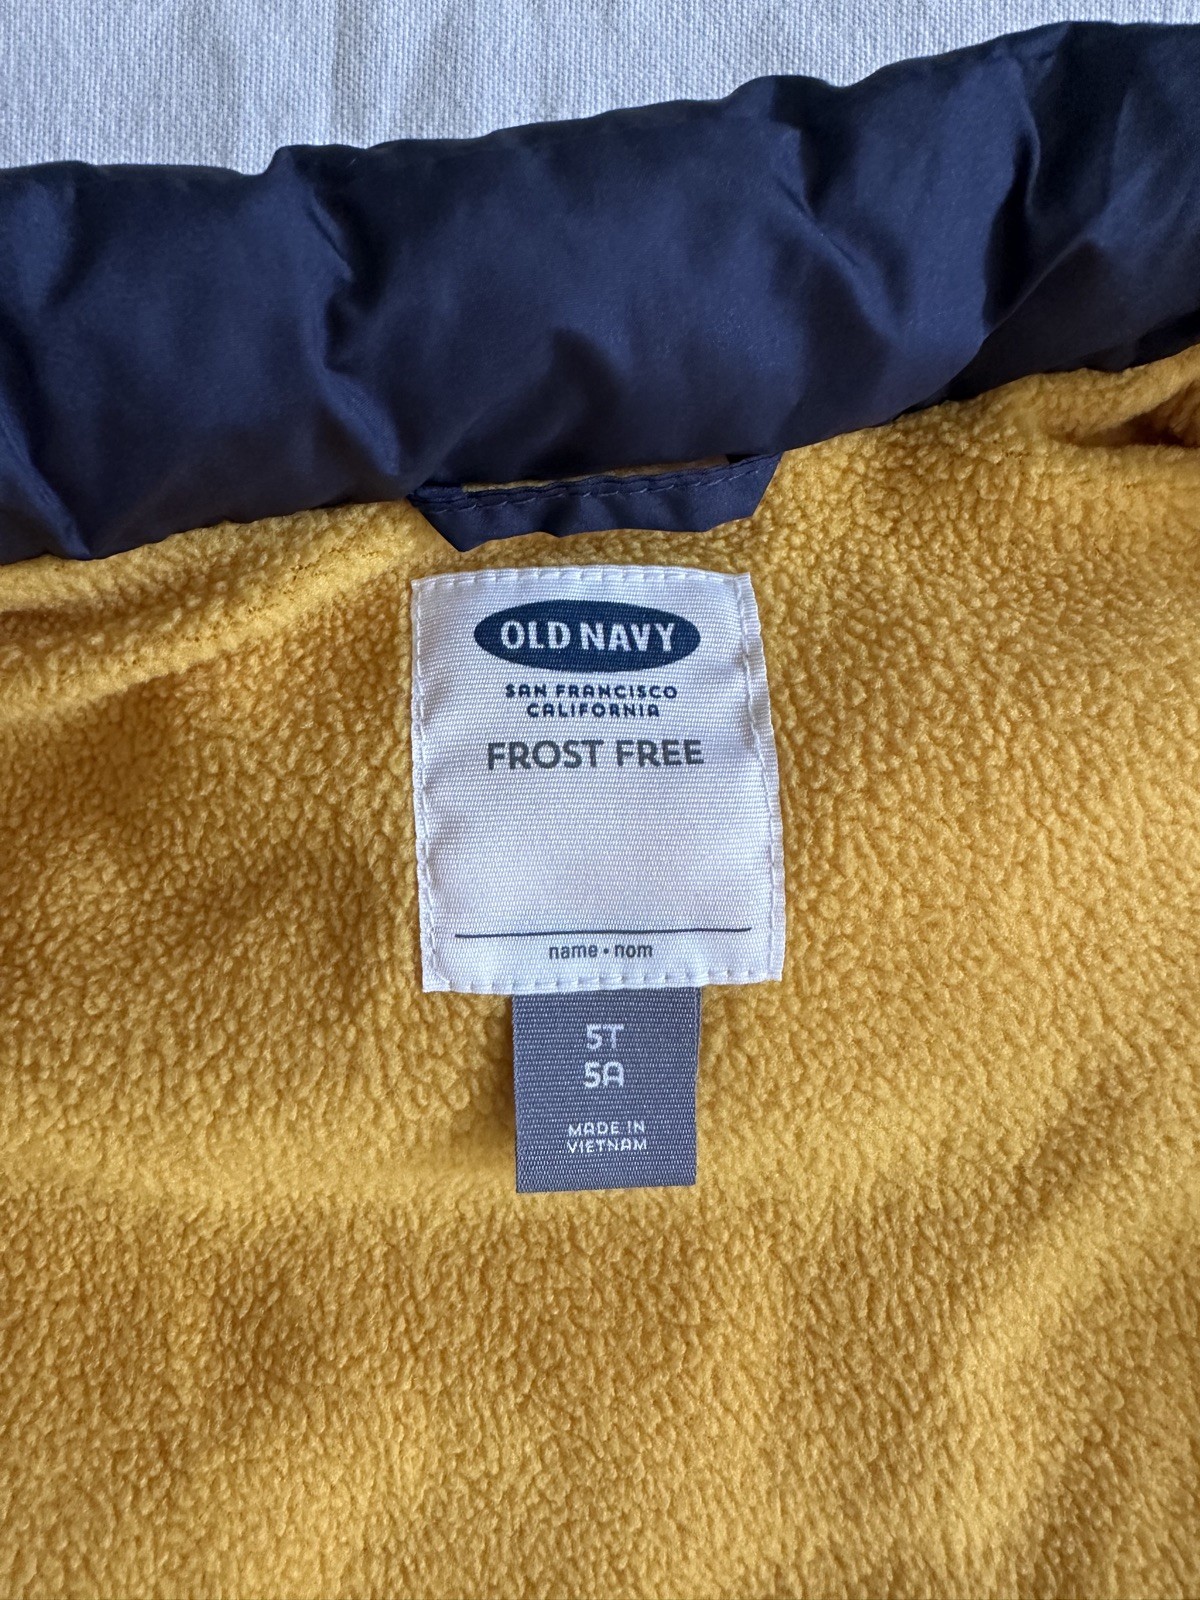 OLD NAVY
SAN FRANCISCO
CALIFORNIA
FROST FREE
name • nom
5T
5A
MADE IN
VIETNAM